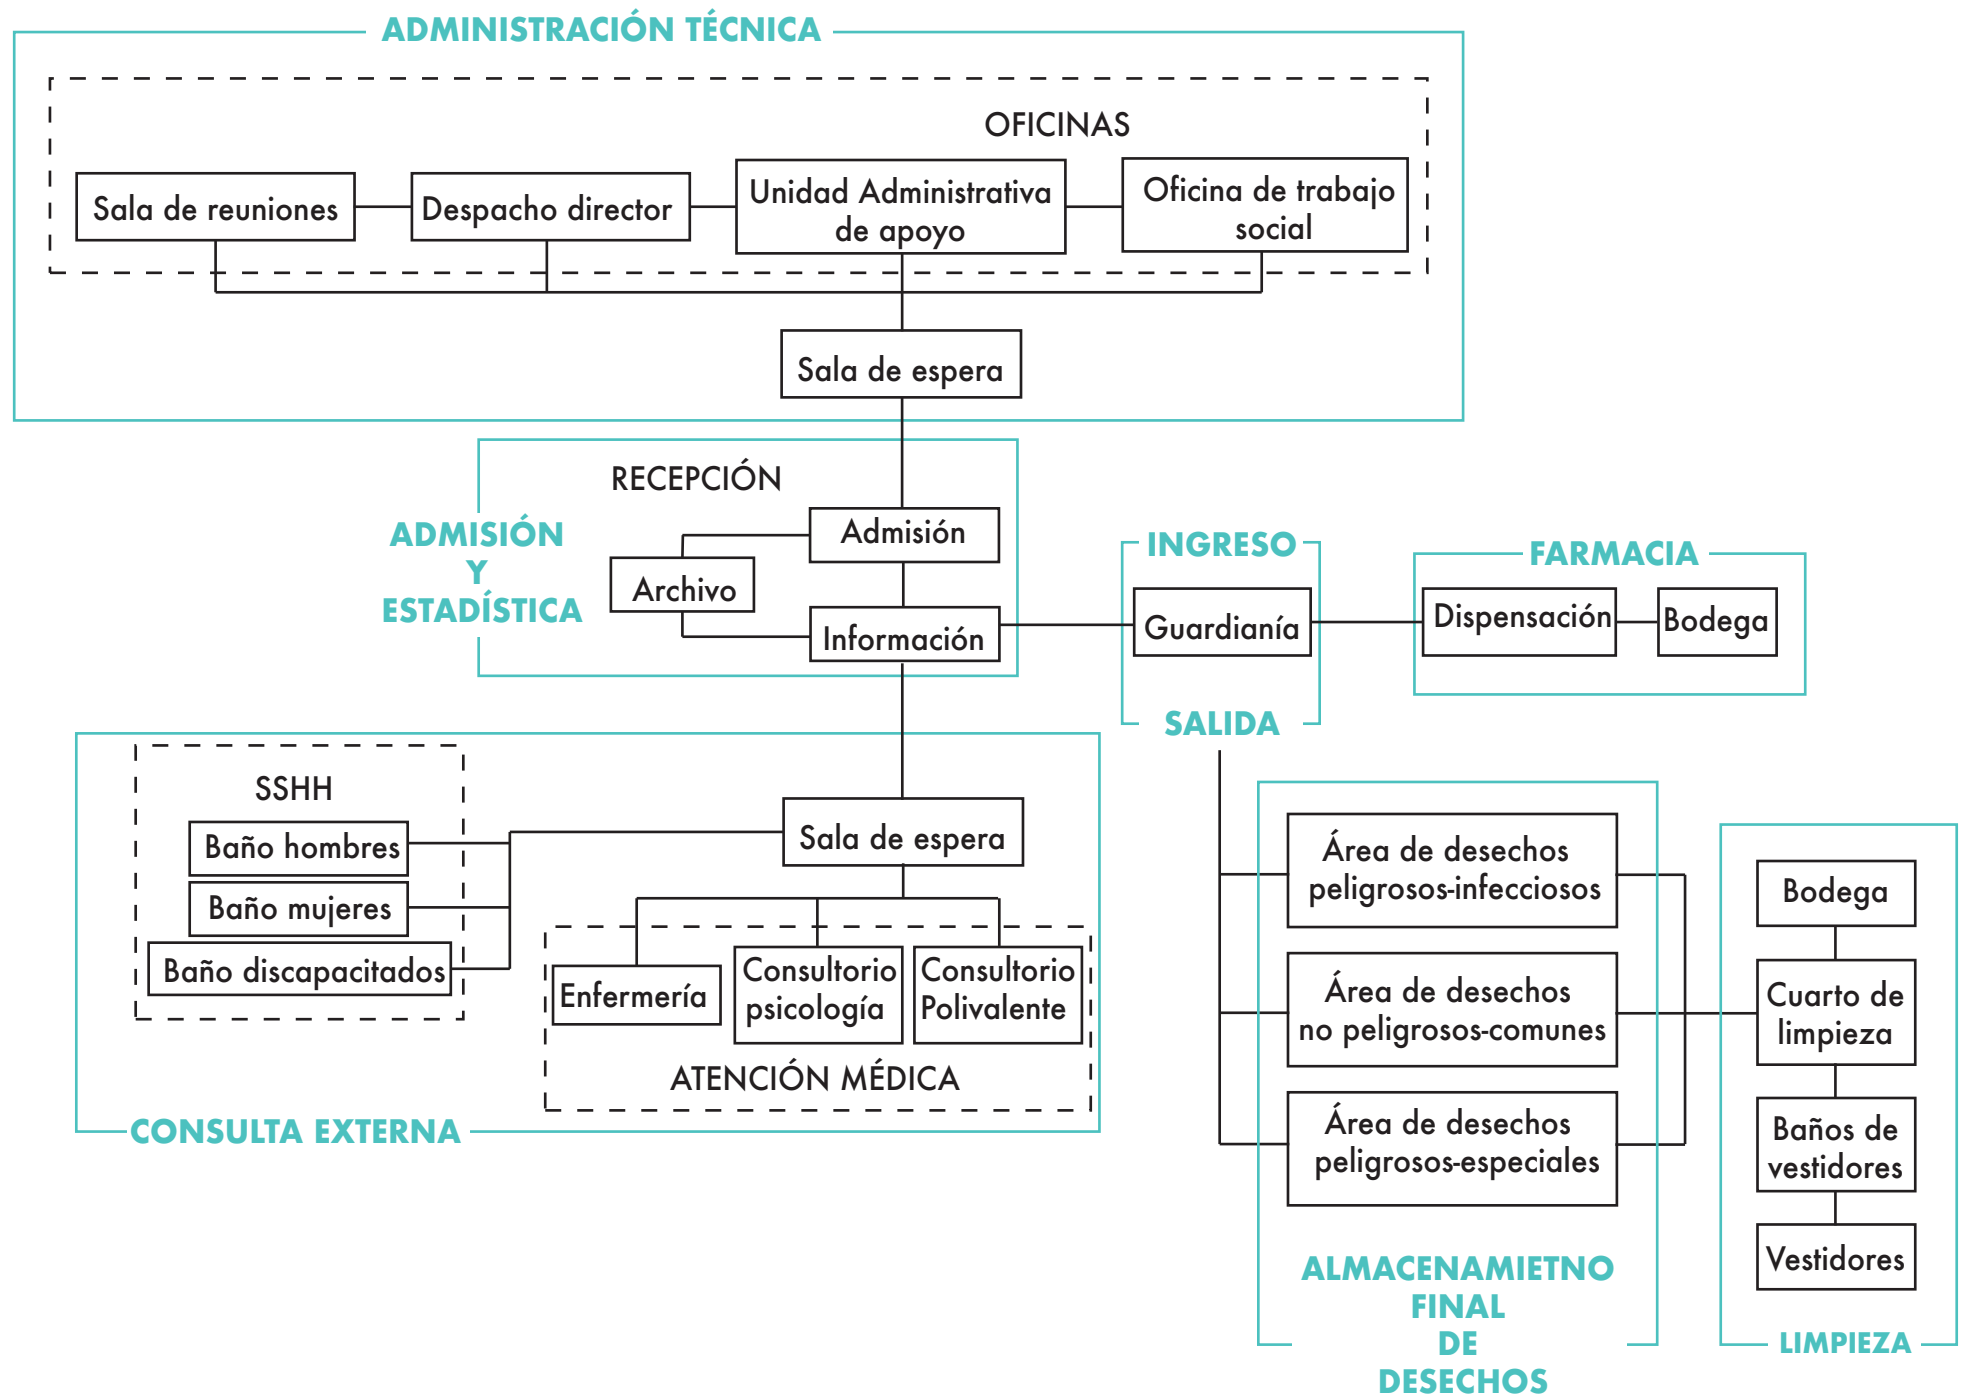 ADMINISTRACIÓN TÉCNICA
OFICINAS
Sala de reuniones
Despacho director
Unidad Administrativa
de apoyo
Oficina de trabajo
social
Sala de espera
RECEPCIÓN
ADMISIÓN
Y
ESTADÍSTICA
Admisión
Archivo
Información
INGRESO
Guardianía
SALIDA
FARMACIA
Dispensación
Bodega
SSHH
Baño hombres
Baño mujeres
Baño discapacitados
Sala de espera
Enfermería
Consultorio
psicología
Consultorio
Polivalente
ATENCIÓN MÉDICA
CONSULTA EXTERNA
Área de desechos
peligrosos-infecciosos
Área de desechos
no peligrosos-comunes
Área de desechos
peligrosos-especiales
ALMACENAMIETNO
FINAL
DE
DESECHOS
Bodega
Cuarto de
limpieza
Baños de
vestidores
Vestidores
LIMPIEZA